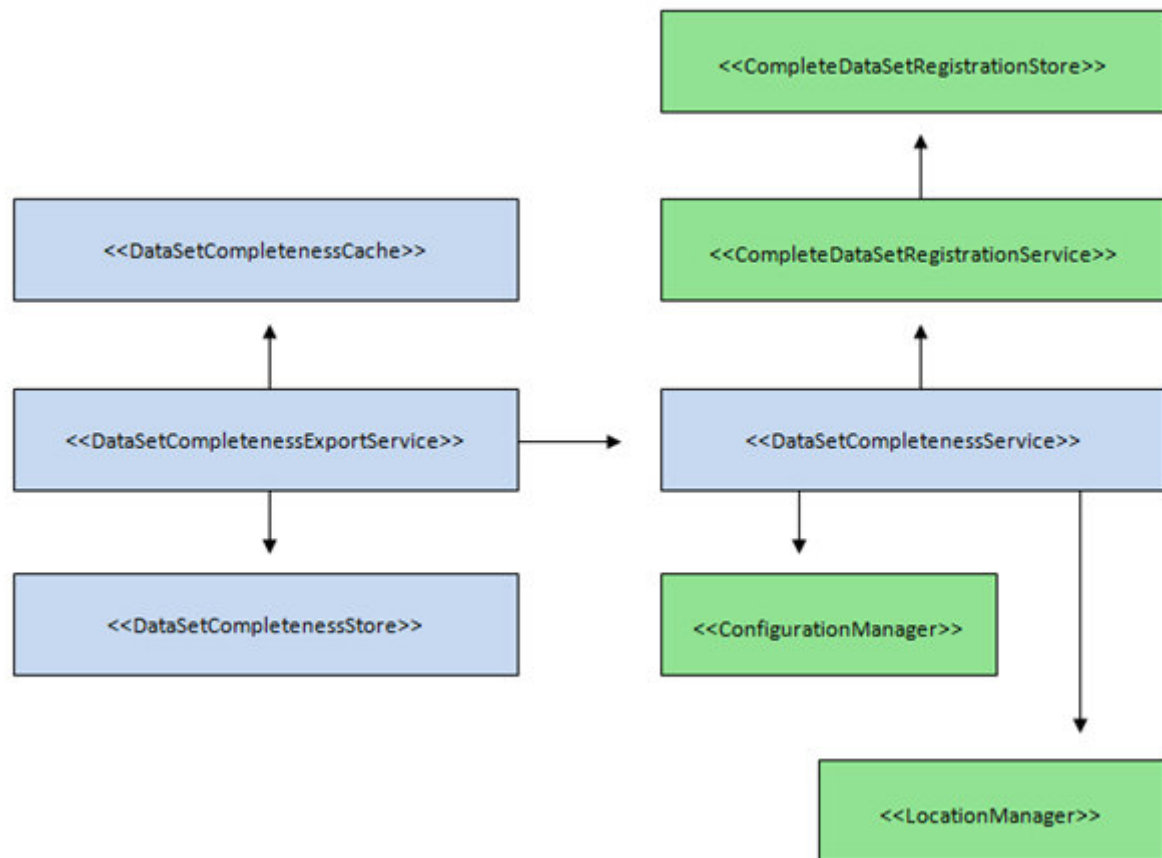 <<CompleteDataSetRegistrationStore>>
<<DataSetCompletenessCache>>
<<CompleteDataSetRegistrationService>>
<<DataSetCompletenessExportService>>
<<DataSetCompletenessService>>
<<DataSetCompletenessStore>>
<<ConfigurationManager>>
<<LocationManager>>